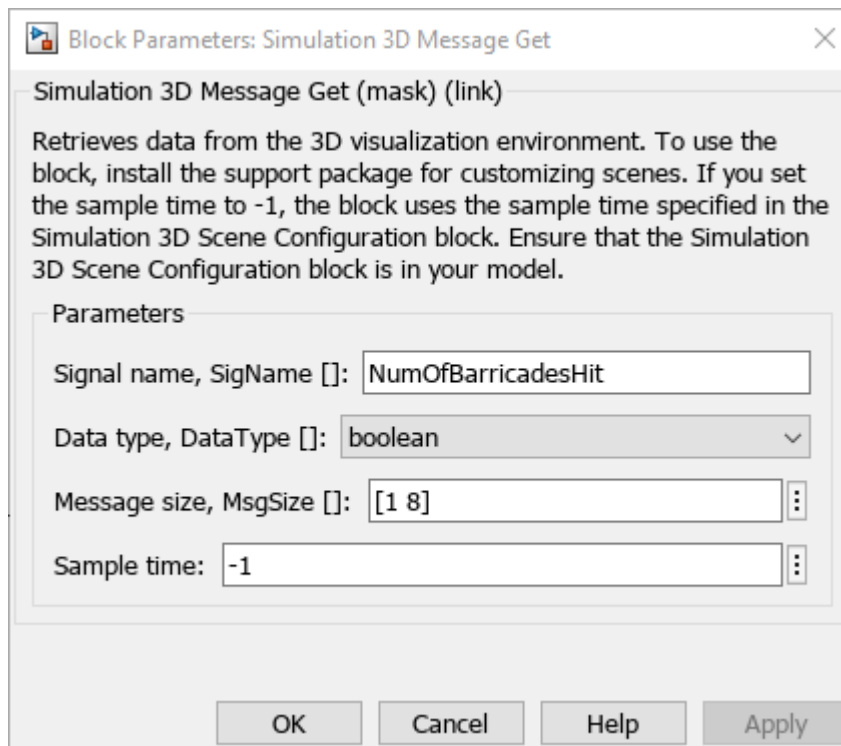 Block Parameters: Simulation 3D Message Get
Simulation 3D Message Get (mask) (link)
Retrieves data from the 3D visualization environment. To use the
block, install the support package for customizing scenes. If you set
the sample time to -1, the block uses the sample time specified in the
Simulation 3D Scene Configuration block. Ensure that the Simulation
3D Scene Configuration block is in your model.
Parameters
Signal name, SigName []: NumOfBarricadesHit
Data type, DataType []: boolean
Message size, MsgSize []: [1 8]
Sample time: -1
OK Cancel Help Apply